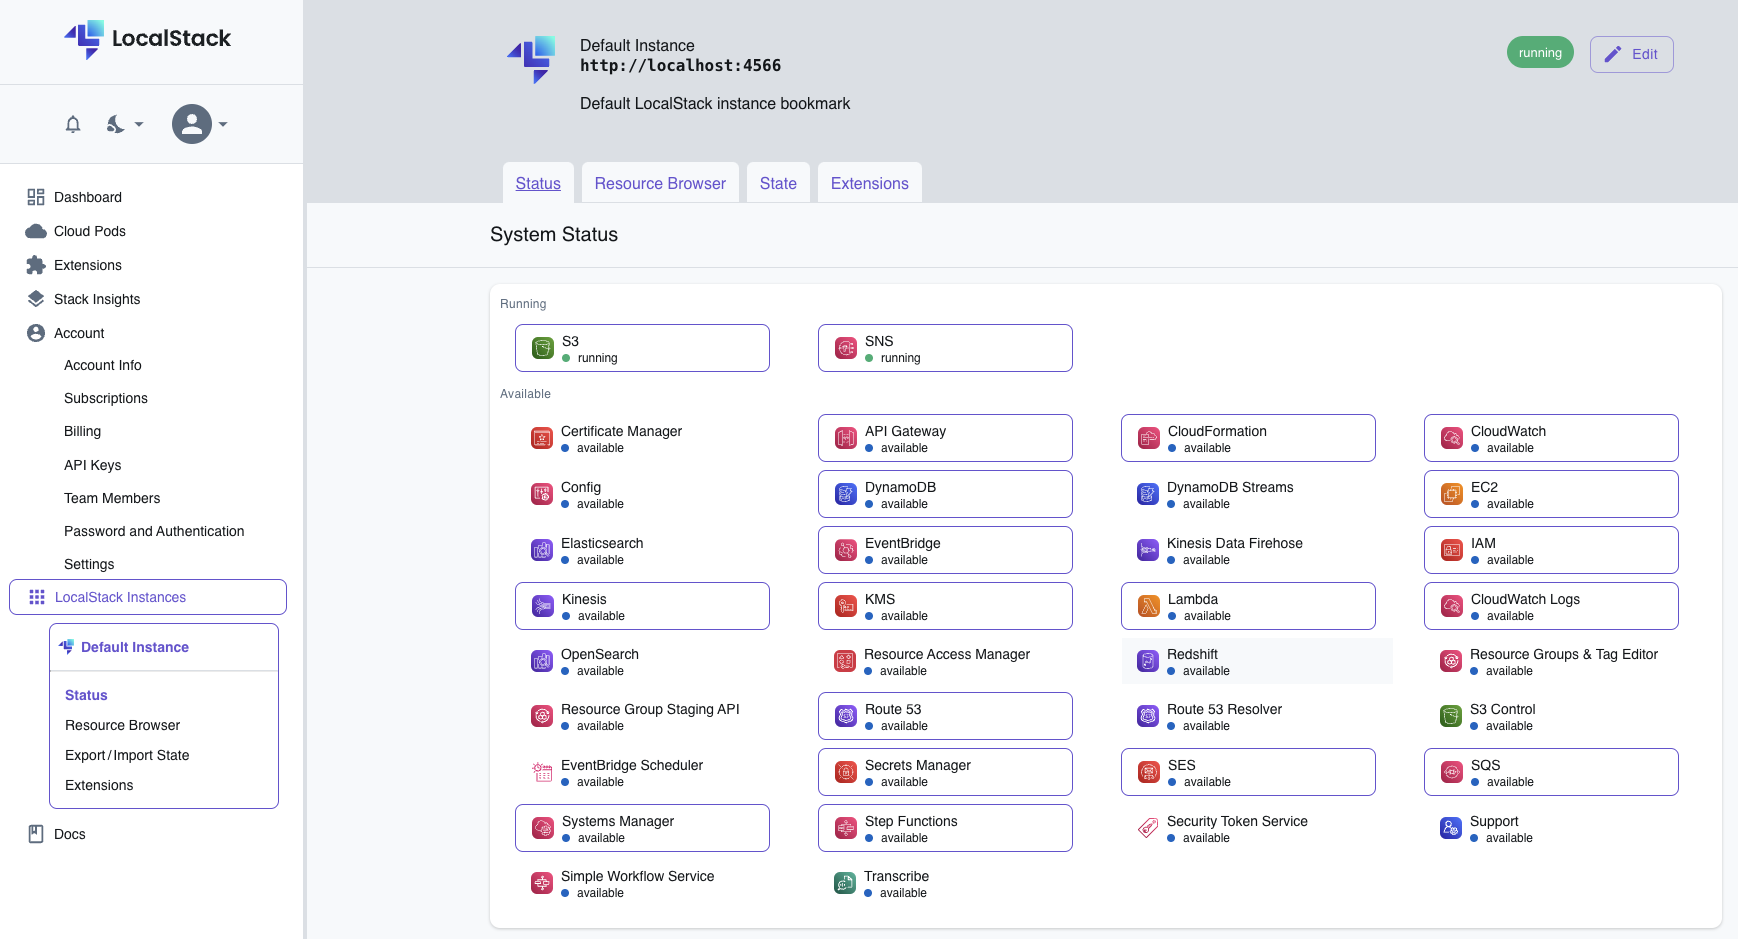 LocalStack
Dashboard
Cloud Pods
Extensions
Stack Insights
Account
Account Info
Subscriptions
Billing
API Keys
Team Members
Password and Authentication
Settings
LocalStack Instances
Default Instance
Status
Resource Browser
Export/Import State
Extensions
Docs
Default Instance
http://localhost:4566
Default LocalStack instance bookmark
running
Edit
Status
Resource Browser
State
Extensions
System Status
Running
S3
running
SNS
running
Available
Certificate Manager
available
API Gateway
available
CloudFormation
available
CloudWatch
available
Config
available
DynamoDB
available
DynamoDB Streams
available
EC2
available
Elasticsearch
available
EventBridge
available
Kinesis Data Firehose
available
IAM
available
Kinesis
available
KMS
available
Lambda
available
CloudWatch Logs
available
OpenSearch
available
Resource Access Manager
available
Redshift
available
Resource Groups & Tag Editor
available
Resource Group Staging API
available
Route 53
available
Route 53 Resolver
available
S3 Control
available
EventBridge Scheduler
available
Secrets Manager
available
SES
available
SQS
available
Systems Manager
available
Step Functions
available
Security Token Service
available
Support
available
Simple Workflow Service
available
Transcribe
available